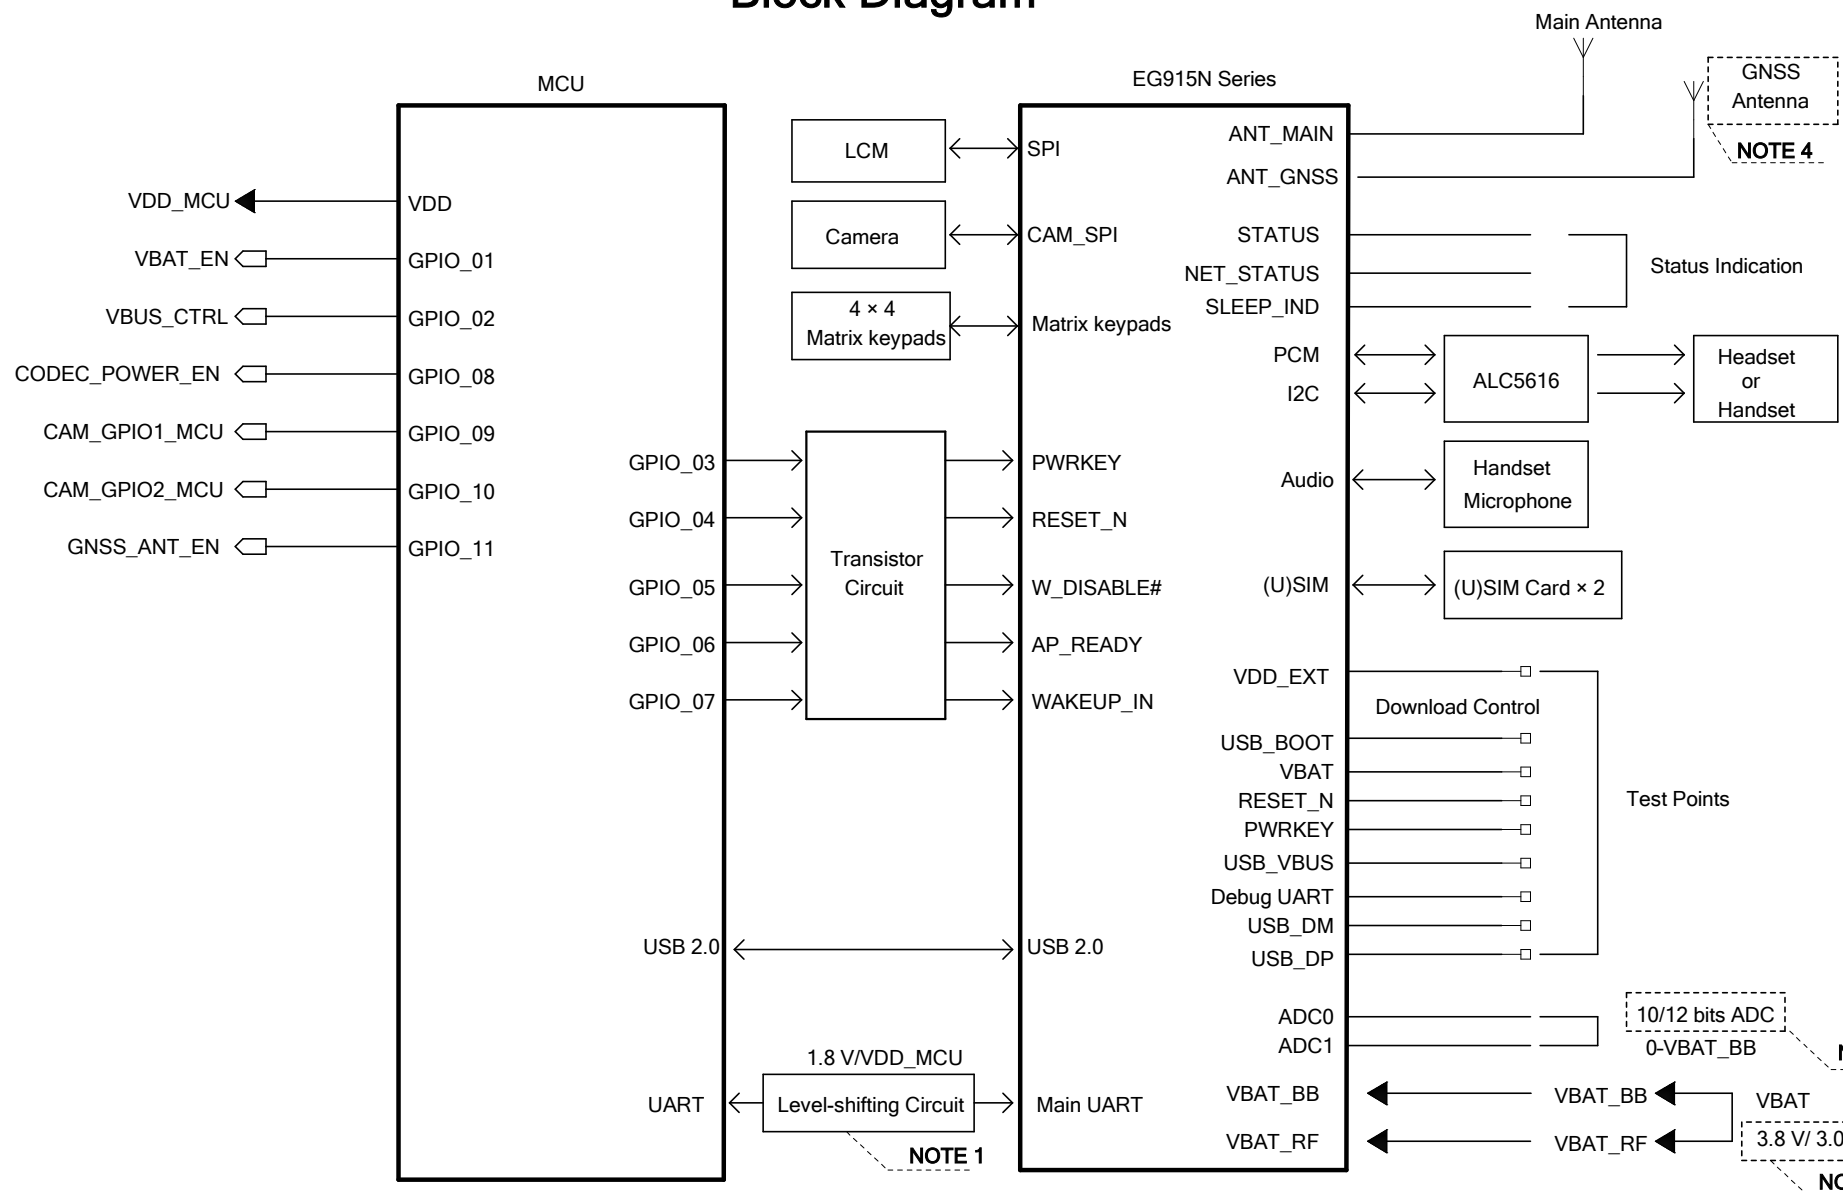 Block Diagram
Main Antenna
GNSS
Antenna
NOTE 4
MCU
EG915N Series
VDD_MCU
VDD
VBAT_EN
GPIO_01
VBUS_CTRL
GPIO_02
CODEC_POWER_EN
GPIO_08
CAM_GPIO1_MCU
GPIO_09
CAM_GPIO2_MCU
GPIO_10
GNSS_ANT_EN
GPIO_11
GPIO_03
GPIO_04
GPIO_05
GPIO_06
GPIO_07
USB 2.0
UART
LCM
Camera
4 × 4
Matrix keypads
Transistor
Circuit
1.8 V/VDD_MCU
Level-shifting Circuit
NOTE 1
SPI
CAM_SPI
Matrix keypads
PWRKEY
RESET_N
W_DISABLE#
AP_READY
WAKEUP_IN
USB 2.0
Main UART
ANT_MAIN
ANT_GNSS
STATUS
NET_STATUS
SLEEP_IND
Status Indication
PCM
I2C
ALC5616
Headset
or
Handset
Audio
Handset
Microphone
(U)SIM
(U)SIM Card × 2
VDD_EXT
Download Control
USB_BOOT
VBAT
RESET_N
PWRKEY
USB_VBUS
Debug UART
USB_DM
USB_DP
Test Points
ADC0
ADC1
10/12 bits ADC
0-VBAT_BB
VBAT_BB
VBAT_RF
VBAT_BB
VBAT_RF
VBAT
3.8 V/ 3.0